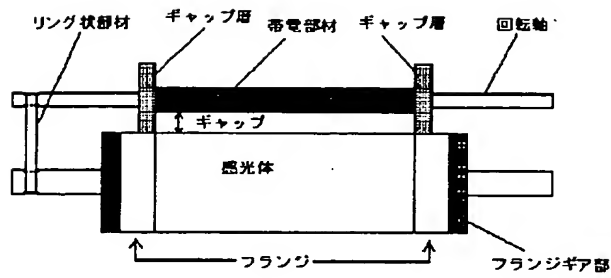 リング状部材
ギャップ層
帯電部材
ギャップ層
回転軸
ギャップ
感光体
フランジ
フランジギア部